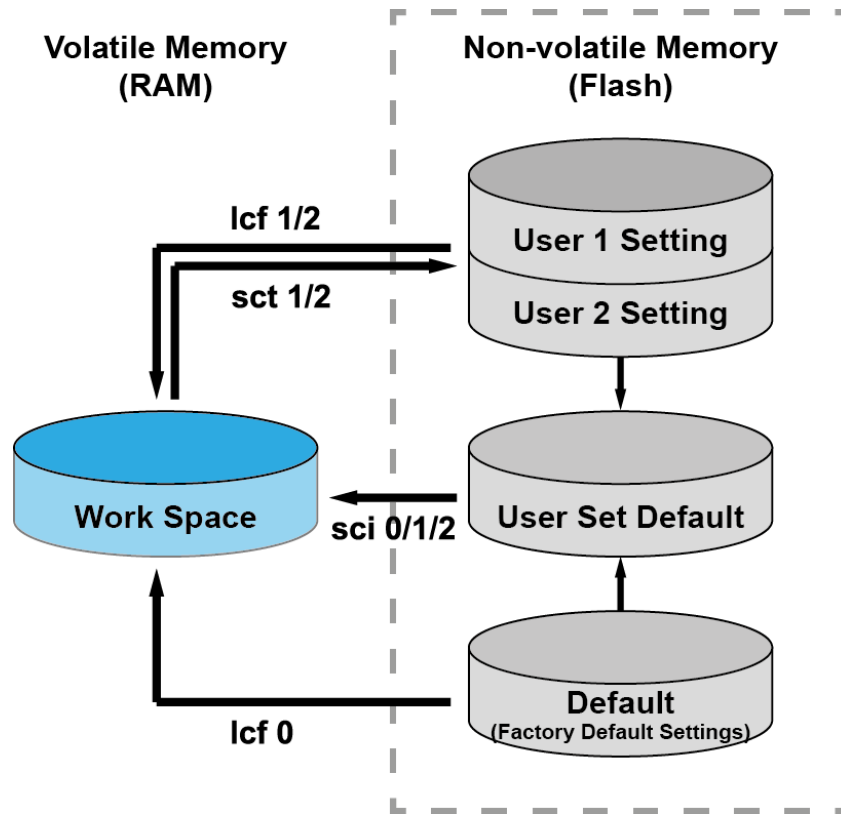 Volatile Memory
(RAM)
Non-volatile Memory
(Flash)
lcf 1/2
sct 1/2
User 1 Setting
User 2 Setting
Work Space
sci 0/1/2
User Set Default
lcf 0
Default
(Factory Default Settings)